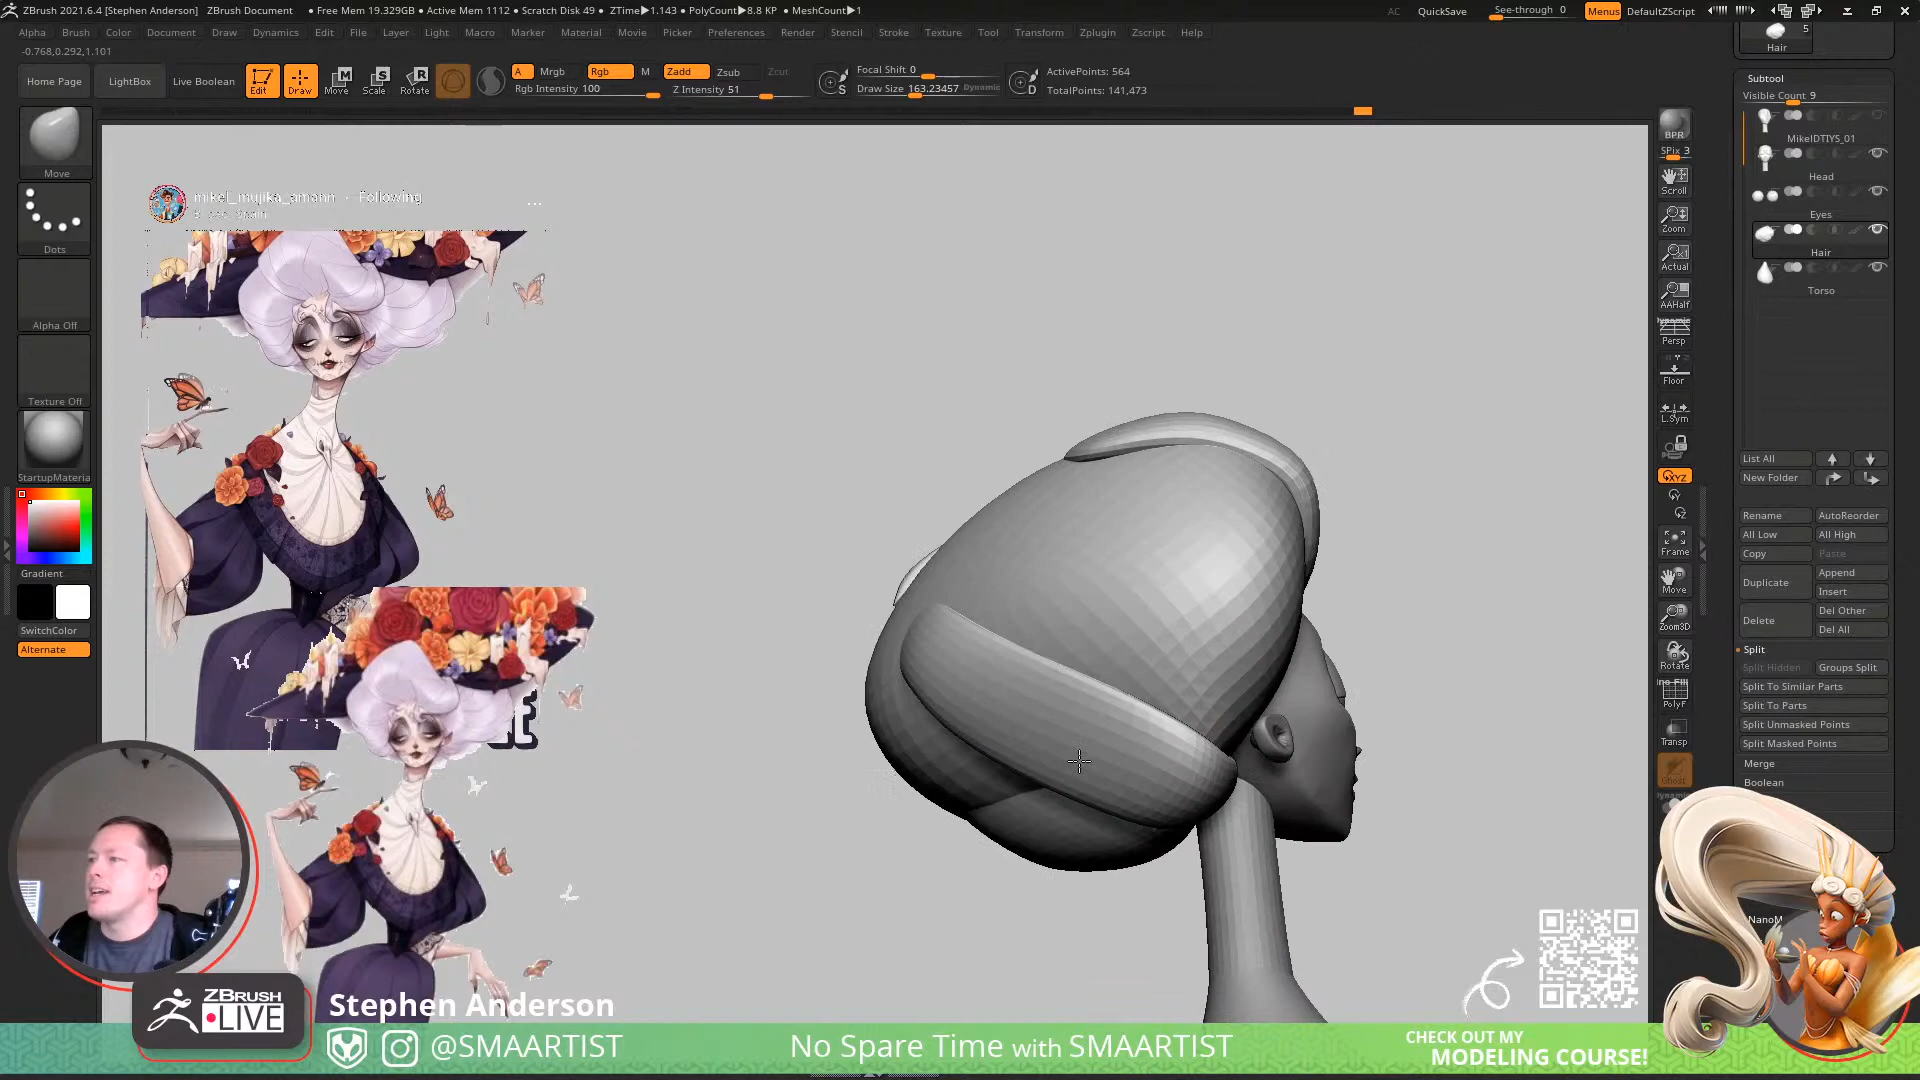 ZBrush 2021.6.4 [Stephen Anderson]
ZBrush Document
• Free Mem 19.329GB • Active Mem 1112 • Scratch Disk 49 • ZTime▶1.143 • PolyCount▶8.8 KP • MeshCount▶1
AC
QuickSave
See-through 0
Menus
DefaultZScript
Alpha Brush Color Document Draw Dynamics Edit File Layer Light Macro Marker Material Movie Picker Preferences Render Stencil Stroke Texture Tool Transform Zplugin Zscript Help
-0.768,0.292,1.101
Home Page
LightBox
Live Boolean
Edit
Draw
Move
Scale
Rotate
A
Mrgb
Rgb
M
Zadd
Zsub
Zcut
Rgb Intensity 100
Z Intensity 51
Focal Shift 0
Draw Size 163.23457
Dynamic
S
D
ActivePoints: 564
TotalPoints: 141,473
Move
Dots
Alpha Off
Texture Off
StartupMateria
Gradient
SwitchColor
Alternate
mikel_mujika_amann · Following
...
BPR
SPix 3
Scroll
Zoom
Actual
AAHalf
Dynamic
Persp
Floor
L.Sym
XYZ
Frame
Move
Zoom3D
Rotate
PolyF
Transp
Ghost
5
Hair
Subtool
Visible Count 9
MikelDTIYS_01
Head
Eyes
Hair
Torso
List All
New Folder
Rename
AutoReorder
All Low
All High
Copy
Paste
Duplicate
Append
Insert
Delete
Del Other
Del All
Split
Split Hidden
Groups Split
Split To Similar Parts
Split To Parts
Split Unmasked Points
Split Masked Points
Merge
Boolean
NanoM
ZBRUSH
LIVE
Stephen Anderson
@SMAARTIST
No Spare Time with SMAARTIST
CHECK OUT MY
MODELING COURSE!